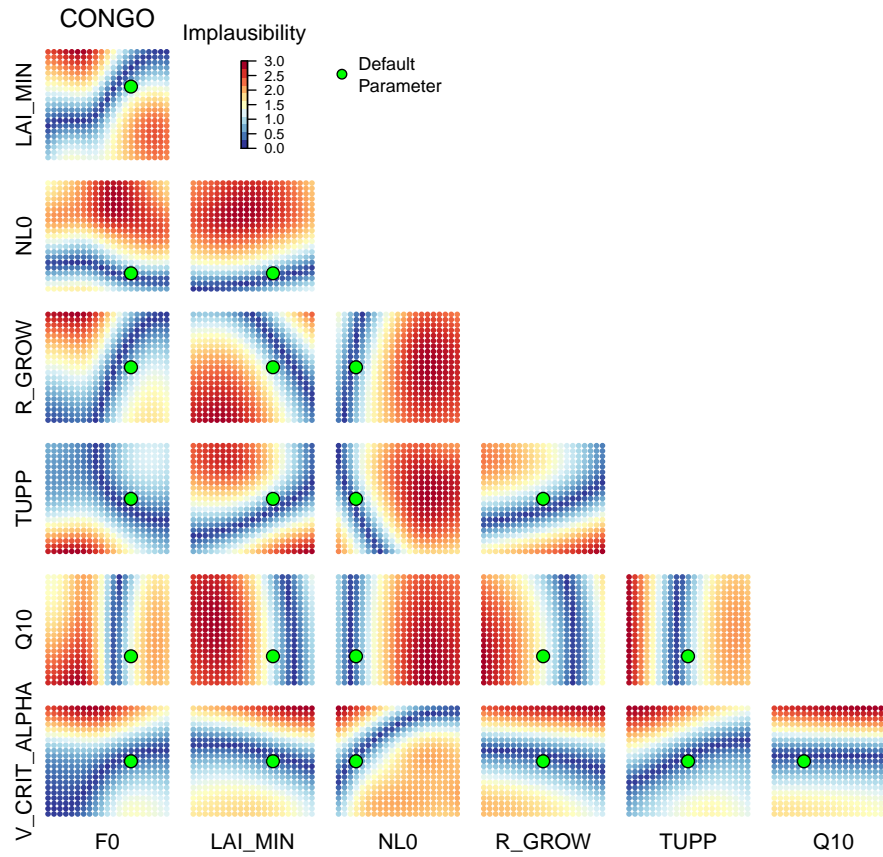 CONGO
Implausibility
3.0
2.5
2.0
1.5
1.0
0.5
0.0
Default
Parameter
LAI_MIN
NL0
R_GROW
TUPP
Q10
V_CRIT_ALPHA
F0
LAI_MIN
NL0
R_GROW
TUPP
Q10